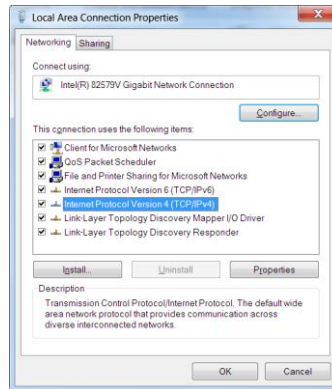 Local Area Connection Properties
Networking Sharing
Connect using:
Intel(R) 82579V Gigabit Network Connection
Configure...
This connection uses the following items:
Client for Microsoft Networks
QoS Packet Scheduler
File and Printer Sharing for Microsoft Networks
Internet Protocol Version 6 (TCP/IPv6)
Internet Protocol Version 4 (TCP/IPv4)
Link-Layer Topology Discovery Mapper I/O Driver
Link-Layer Topology Discovery Responder
Install... Uninstall Properties
Description
Transmission Control Protocol/Internet Protocol. The default wide
area network protocol that provides communication across
diverse interconnected networks.
OK Cancel